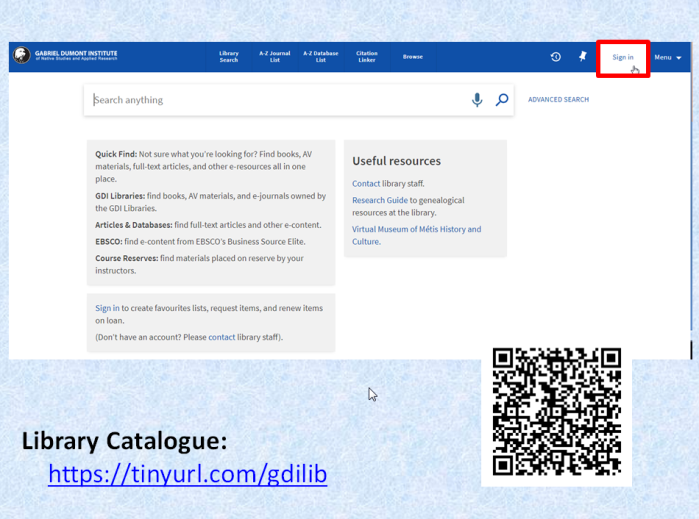 GABRIEL DUMONT INSTITUTE
of Native Studies and Applied Research
Library Search
A-Z Journal List
A-Z Database List
Citation Linker
Browse
Sign in
Menu
Search anything
ADVANCED SEARCH
Quick Find: Not sure what you're looking for? Find books, AV
materials, full-text articles, and other e-resources all in one
place.
GDI Libraries: find books, AV materials, and e-journals owned by
the GDI Libraries.
Articles & Databases: find full-text articles and other e-content.
EBSCO: find e-content from EBSCO's Business Source Elite.
Course Reserves: find materials placed on reserve by your
instructors.
Useful resources
Contact library staff.
Research Guide to genealogical
resources at the library.
Virtual Museum of Métis History and
Culture.
Sign in to create favourites lists, request items, and renew items
on loan.
(Don't have an account? Please contact library staff).
Library Catalogue:
https://tinyurl.com/gdilib